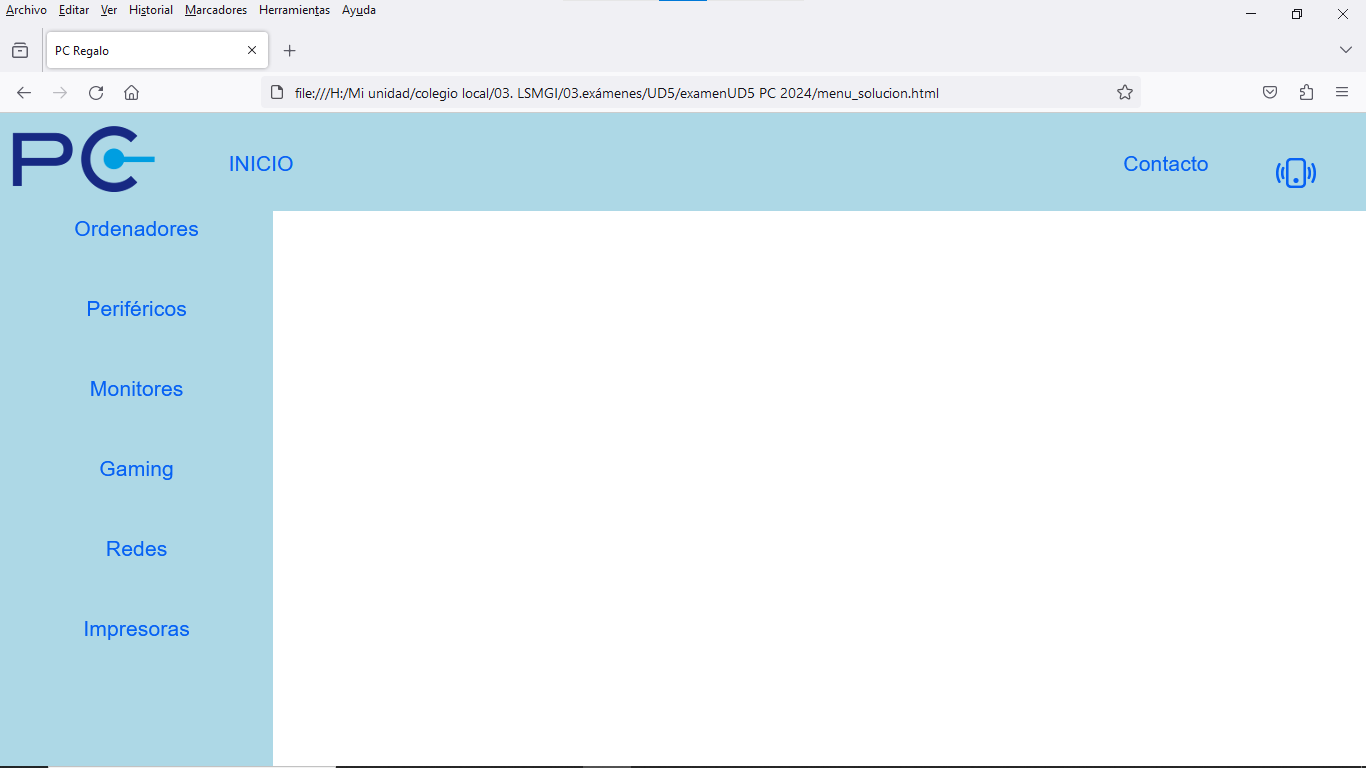 Archivo Editar Ver Historial Marcadores Herramientas Ayuda
PC Regalo
file:///H:/Mi unidad/colegio local/03. LSMGI/03.exámenes/UD5/examenUD5 PC 2024/menu_solucion.html
PC INICIO Contacto
Ordenadores
Periféricos
Monitores
Gaming
Redes
Impresoras